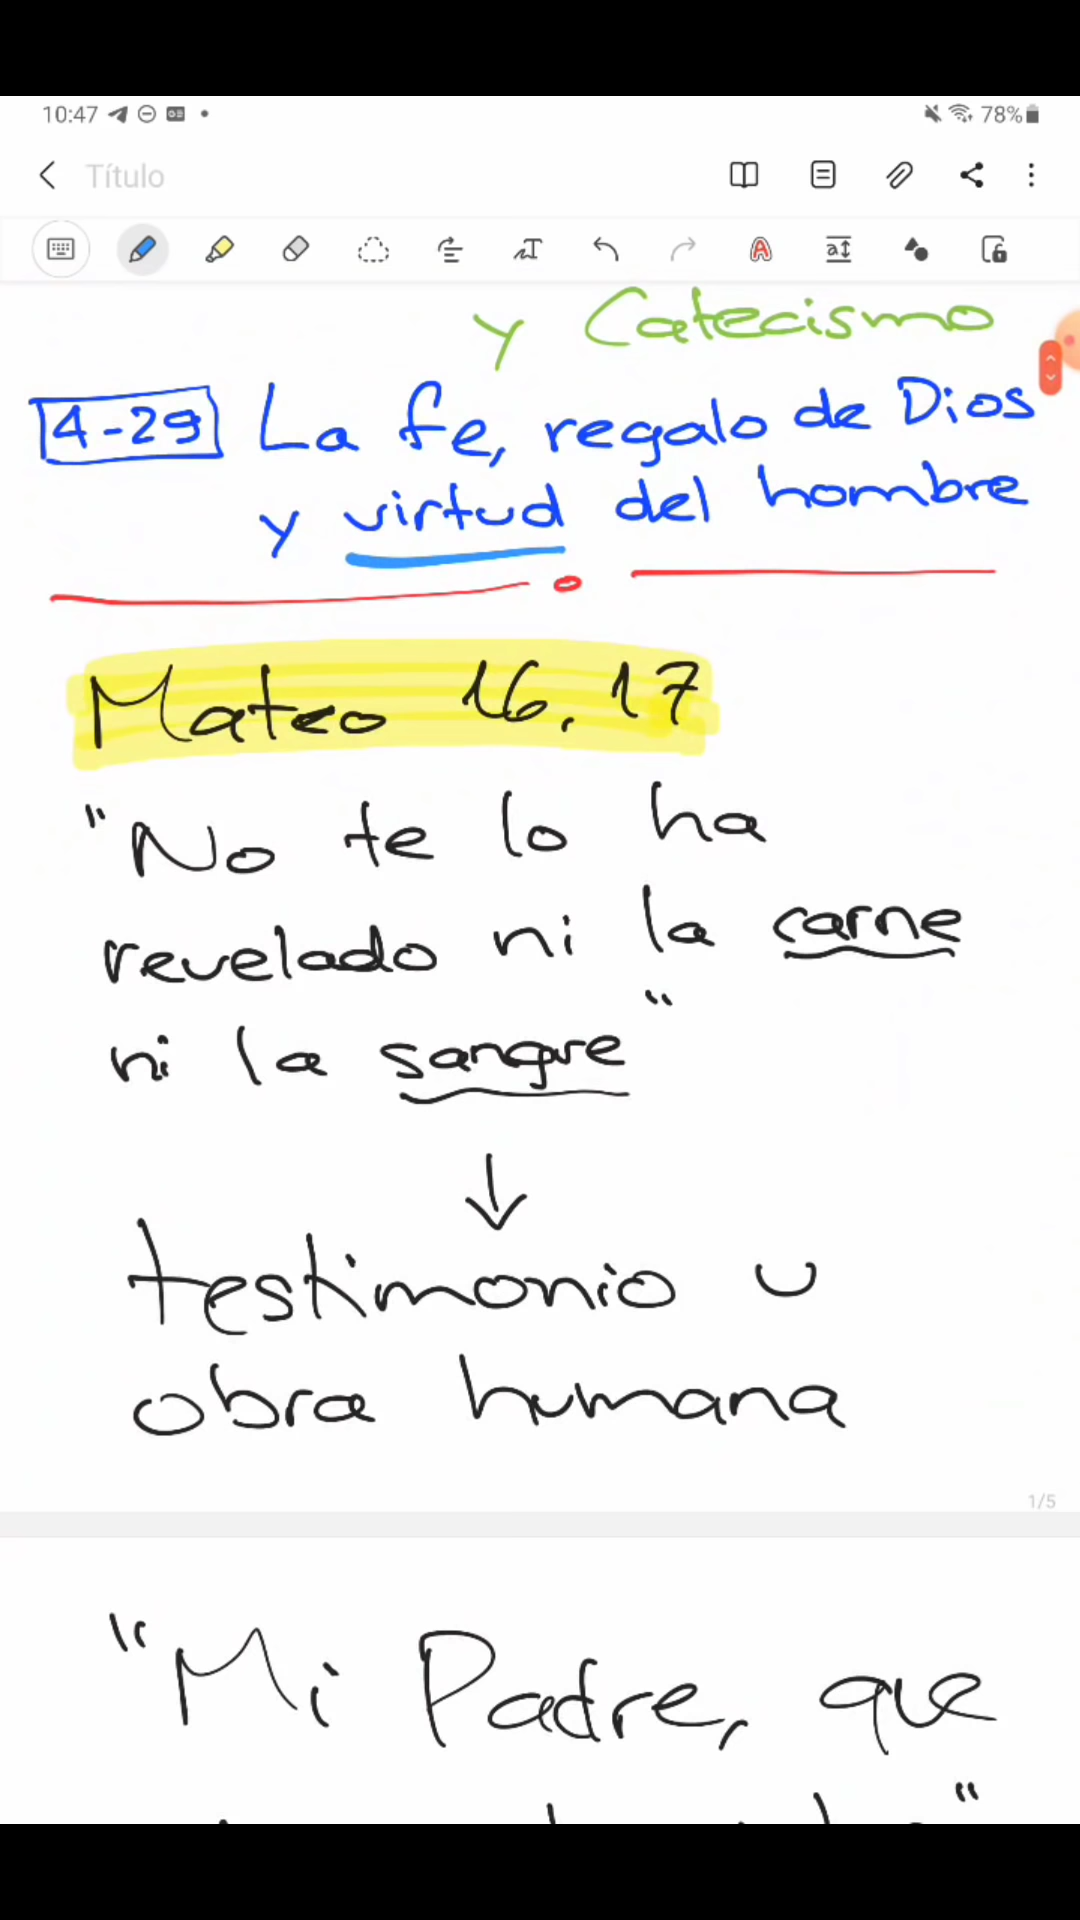 10:47
78%
Título
y Catecismo
4-29 La fe, regalo de Dios
y virtud del hombre
Mateo 16, 17
"No te lo ha
revelado ni la carne
ni la sangre"
↓
testimonio u
obra humana
1/5
"Mi Padre, que